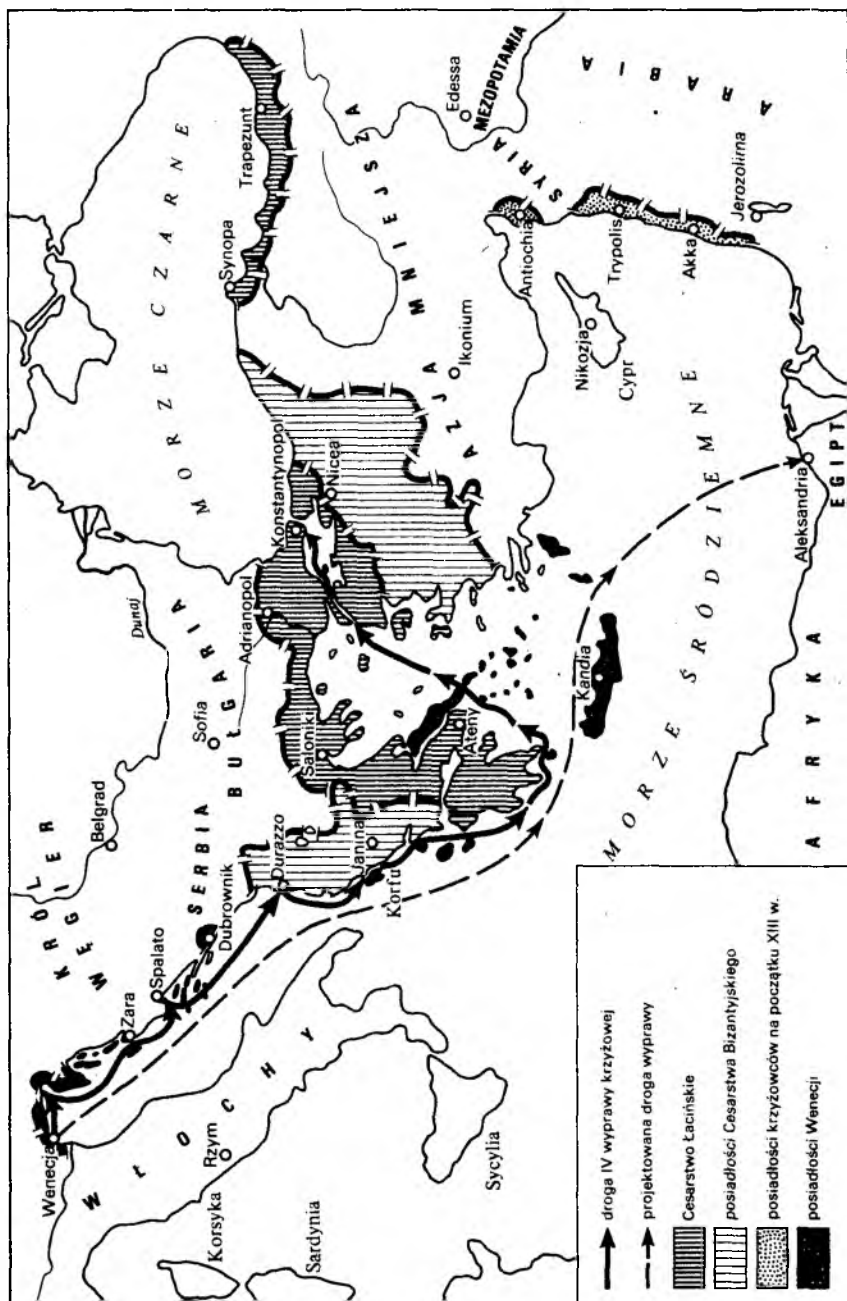 KRÓL.
WĘGIER
Belgrad
Dunaj
MORZE CZARNE
Synopa
Trapezunt
Wenecja
Zara
Spalato
SERBIA
Dubrownik
Sofia
BUŁGARIA
Adrianopol
Konstantynopol
Nicea
AZJA MNIEJSZA
Ikonium
Edessa
MEZOPOTAMIA
WŁOCHY
Korsyka
Rzym
Sardynia
Sycylia
Durazzo
Janina
Korfu
Saloniki
Ateny
Kandia
SYRIA
ARABIA
Antiochia
Trypolis
Akka
Jerozolima
Nikozja
Cypr
MORZE ŚRÓDZIEMNE
AFRYKA
Aleksandria
EGIPT
droga IV wyprawy krzyżowej
projektowana droga wyprawy
Cesarstwo Łacińskie
posiadłości Cesarstwa Bizantyjskiego
posiadłości krzyżowców na początku XIII w.
posiadłości Wenecji